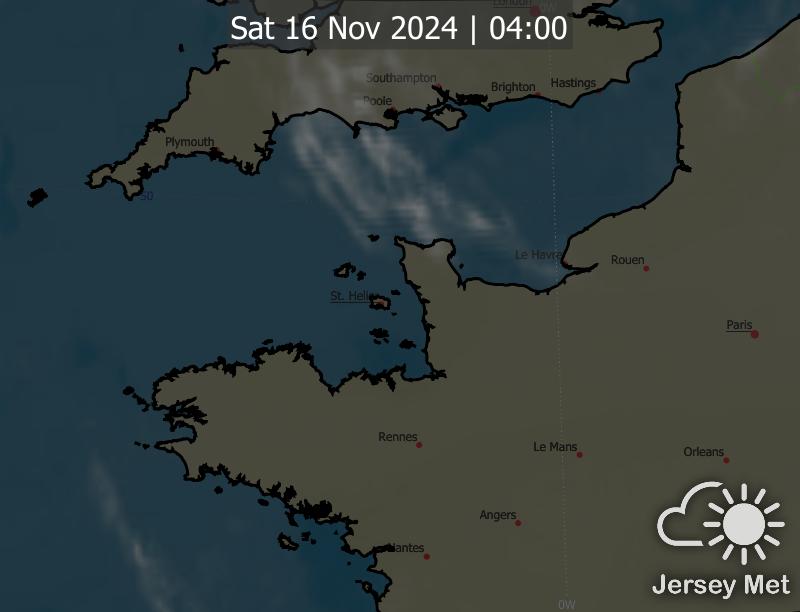 London
0W
Sat 16 Nov 2024 | 04:00
Southampton
Brighton
Hastings
Poole
Plymouth
50
Le Havre
Rouen
St. Helier
Paris
Rennes
Le Mans
Orleans
Angers
Nantes
Jersey Met
0W